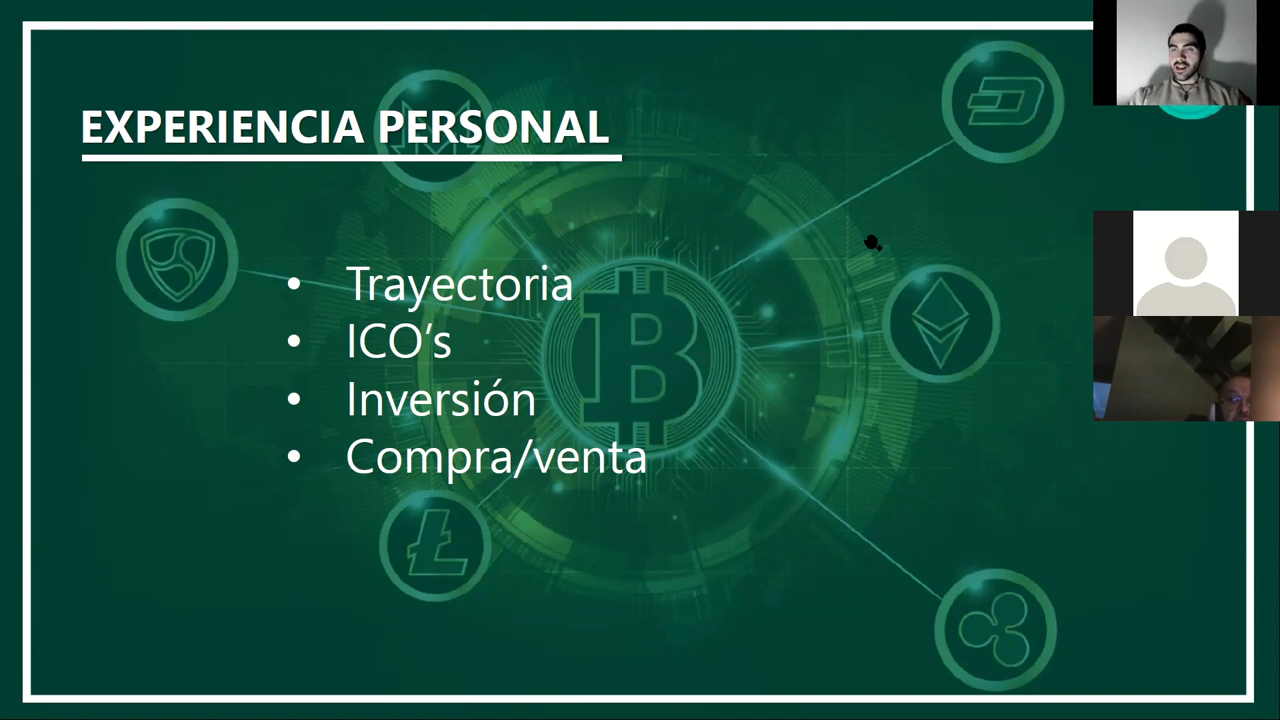 EXPERIENCIA PERSONAL
• Trayectoria
• ICO’s
• Inversión
• Compra/venta